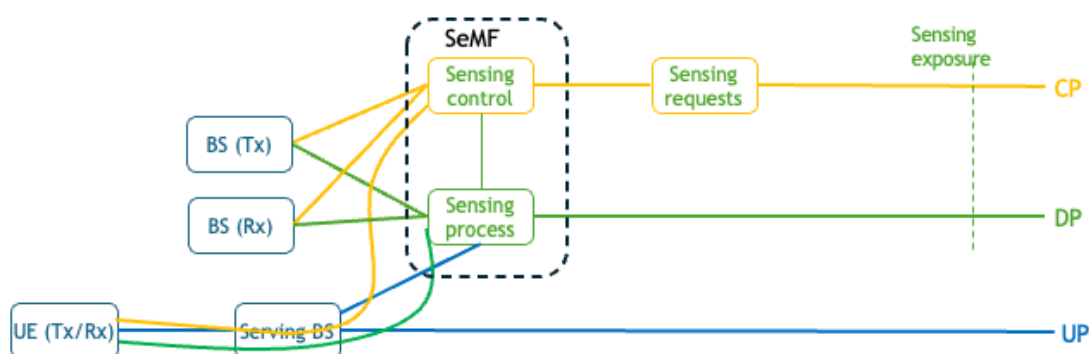 SeMF
Sensing
control
Sensing
requests
Sensing
exposure
CP
BS (Tx)
BS (Rx)
Sensing
process
DP
UE (Tx/Rx)
Serving BS
UP